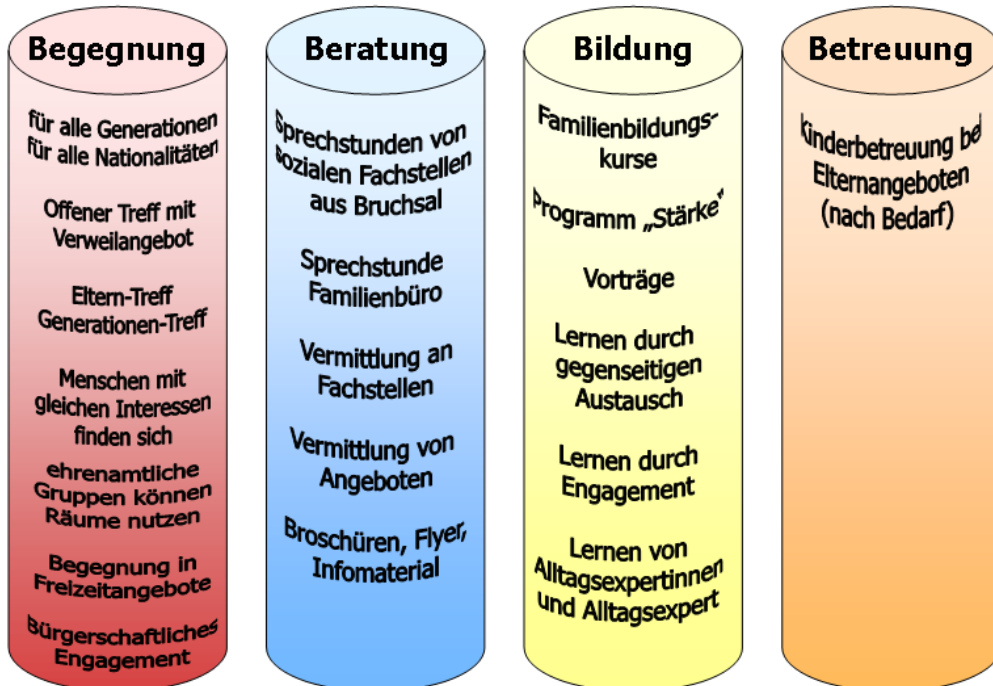 Begegnung
für alle Generationen
für alle Nationalitäten
Offener Treff mit
Verweilangebot
Eltern-Treff
Generationen-Treff
Menschen mit
gleichen Interessen
finden sich
ehrenamtliche
Gruppen können
Räume nutzen
Begegnung in
Freizeitangebote
Bürgerschaftliches
Engagement
Beratung
Sprechstunden von
Sozialen Fachstellen
aus Bruchsal
Sprechstunde
Familienbüro
Vermittlung an
Fachstellen
Vermittlung von
Angeboten
Broschüren, Flyer,
Infomaterial
Bildung
Familienbildungs-
kurse
Programm „Stärke“
Vorträge
Lernen durch
gegenseitigen
Austausch
Lernen durch
Engagement
Lernen von
Alltagsexpertinnen
und Alltagsexpert
Betreuung
Kinderbetreuung bei
Elternangeboten
(nach Bedarf)